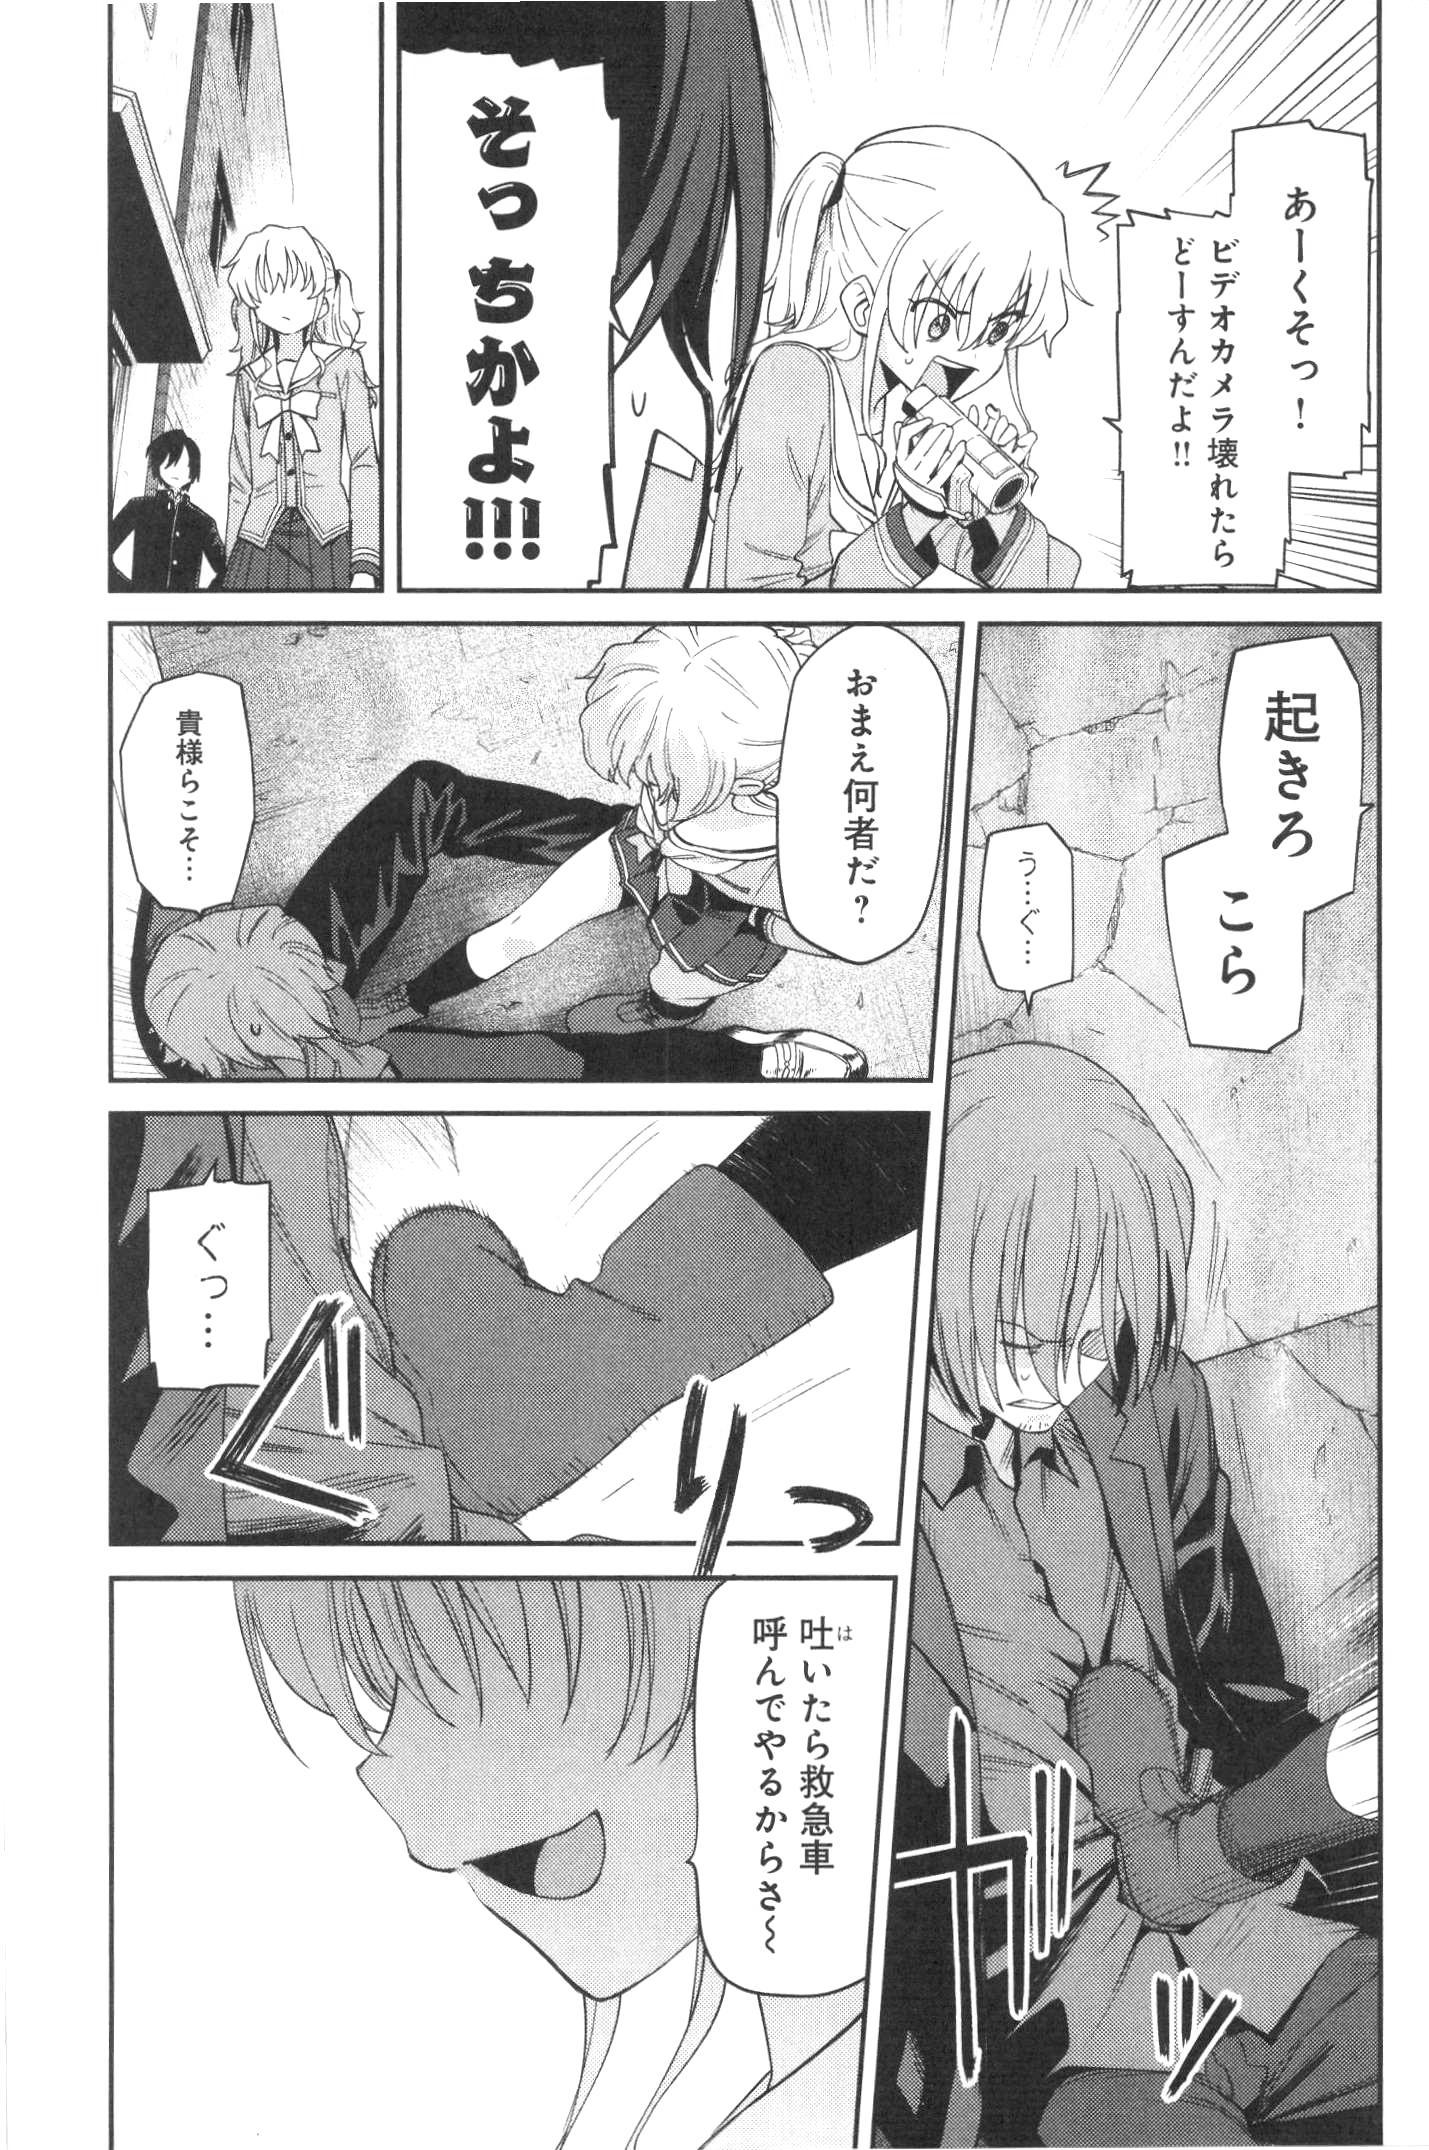 あーくそっ！
ビデオカメラ壊れたら
どーすんだよ!!
そっちかよ!!!
起きろ
こら
う…ぐ…
ガッ
おまえ何者だ？
貴様らこそ…
ぐっ…
ぐりっ
吐いたら救急車
は
呼んでやるからさ〜